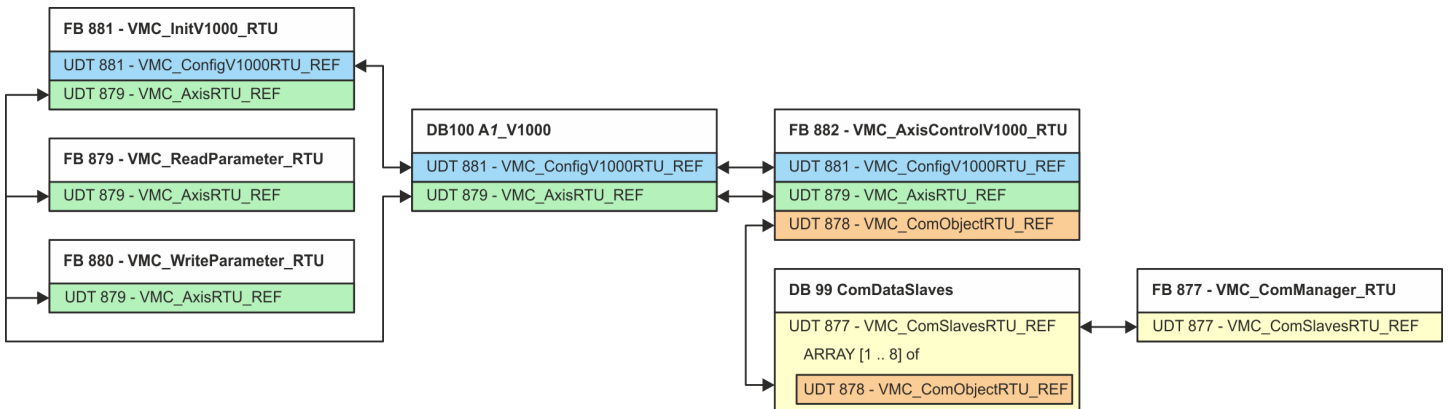 FB 881 - VMC_InitV1000_RTU
UDT 881 - VMC_ConfigV1000RTU_REF
UDT 879 - VMC_AxisRTU_REF
FB 879 - VMC_ReadParameter_RTU
UDT 879 - VMC_AxisRTU_REF
FB 880 - VMC_WriteParameter_RTU
UDT 879 - VMC_AxisRTU_REF
DB100 A1_V1000
UDT 881 - VMC_ConfigV1000RTU_REF
UDT 879 - VMC_AxisRTU_REF
FB 882 - VMC_AxisControlV1000_RTU
UDT 881 - VMC_ConfigV1000RTU_REF
UDT 879 - VMC_AxisRTU_REF
UDT 878 - VMC_ComObjectRTU_REF
DB 99 ComDataSlaves
UDT 877 - VMC_ComSlavesRTU_REF
ARRAY [1 .. 8] of
UDT 878 - VMC_ComObjectRTU_REF
FB 877 - VMC_ComManager_RTU
UDT 877 - VMC_ComSlavesRTU_REF